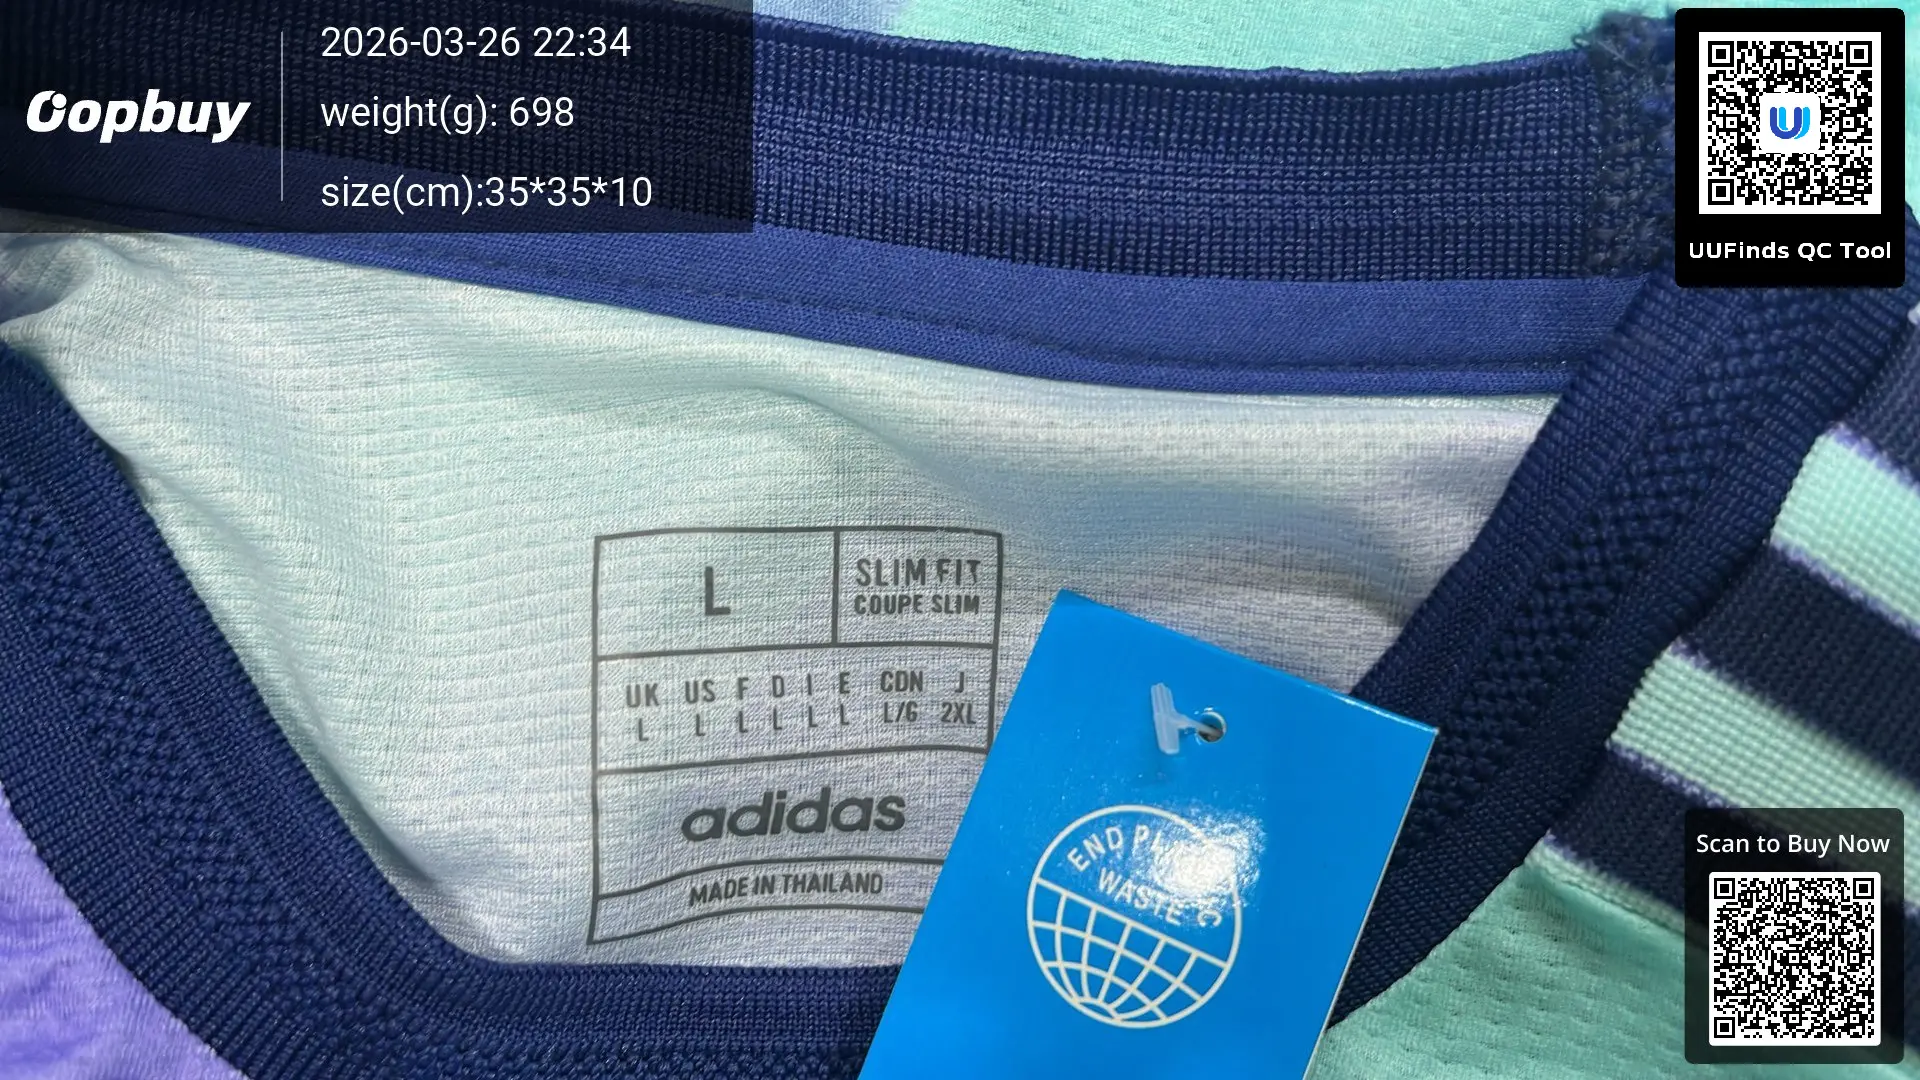 Oopbuy
2026-03-26 22:34
weight(g): 698
size(cm):35*35*10
UUFinds QC Tool
L
SLIM FIT
COUPE SLIM
UK US F D I E CDN J
L L L L L L L/G 2XL
adidas
MADE IN THAILAND
END
WASTE
Scan to Buy Now